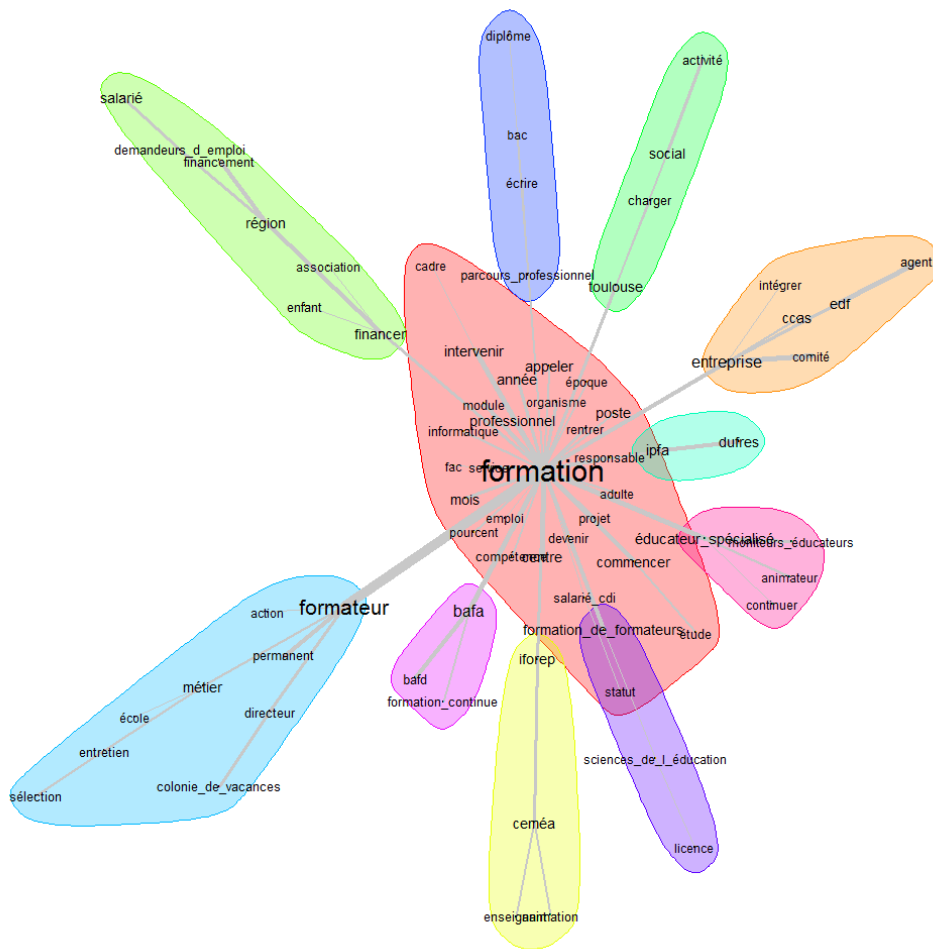 diplôme
activité
salarié
bac
demandeurs_d_emploi
social
financement
écrire
charger
région
agent
cadre
association
parcours_professionnel
intégrer
toulouse
edf
enfant
ccas
financer
intervenir
entreprise
comité
appeler
année
époque
module
organisme
poste
professionnel
informatique
rentrer
dufres
ipfa
responsable
fac
service
formation
mois
adulte
emploi
projet
pourcent
devenir
éducateur_spécialisé
moniteurs_éducateurs
compétence
centre
commencer
animateur
salarié_cdi
continuer
formateur
action
bafa
formation_de_formateurs
étude
permanent
iforep
bafd
métier
statut
formation_continue
directeur
école
entretien
sciences_de_l_éducation
colonie_de_vacances
sélection
ceméa
licence
enseignant
animation